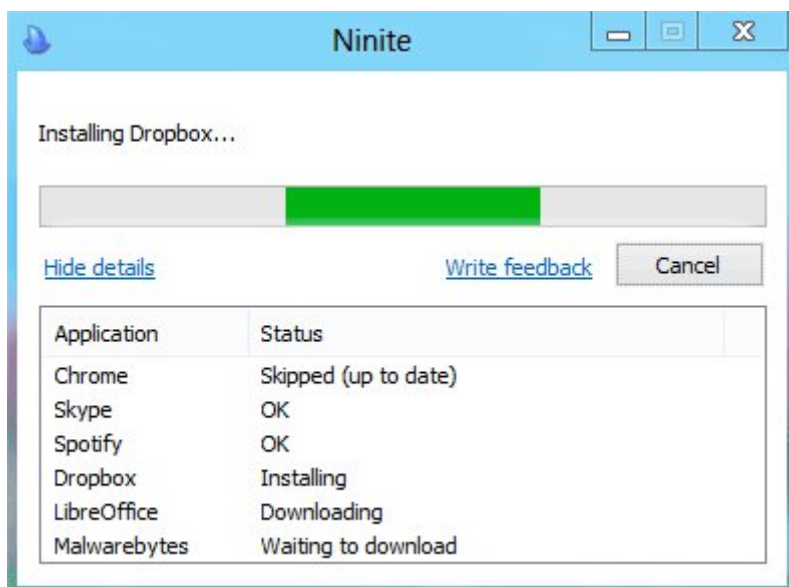 Ninite
Installing Dropbox...
Hide details Write feedback Cancel
Application Status
Chrome Skipped (up to date)
Skype OK
Spotify OK
Dropbox Installing
LibreOffice Downloading
Malwarebytes Waiting to download